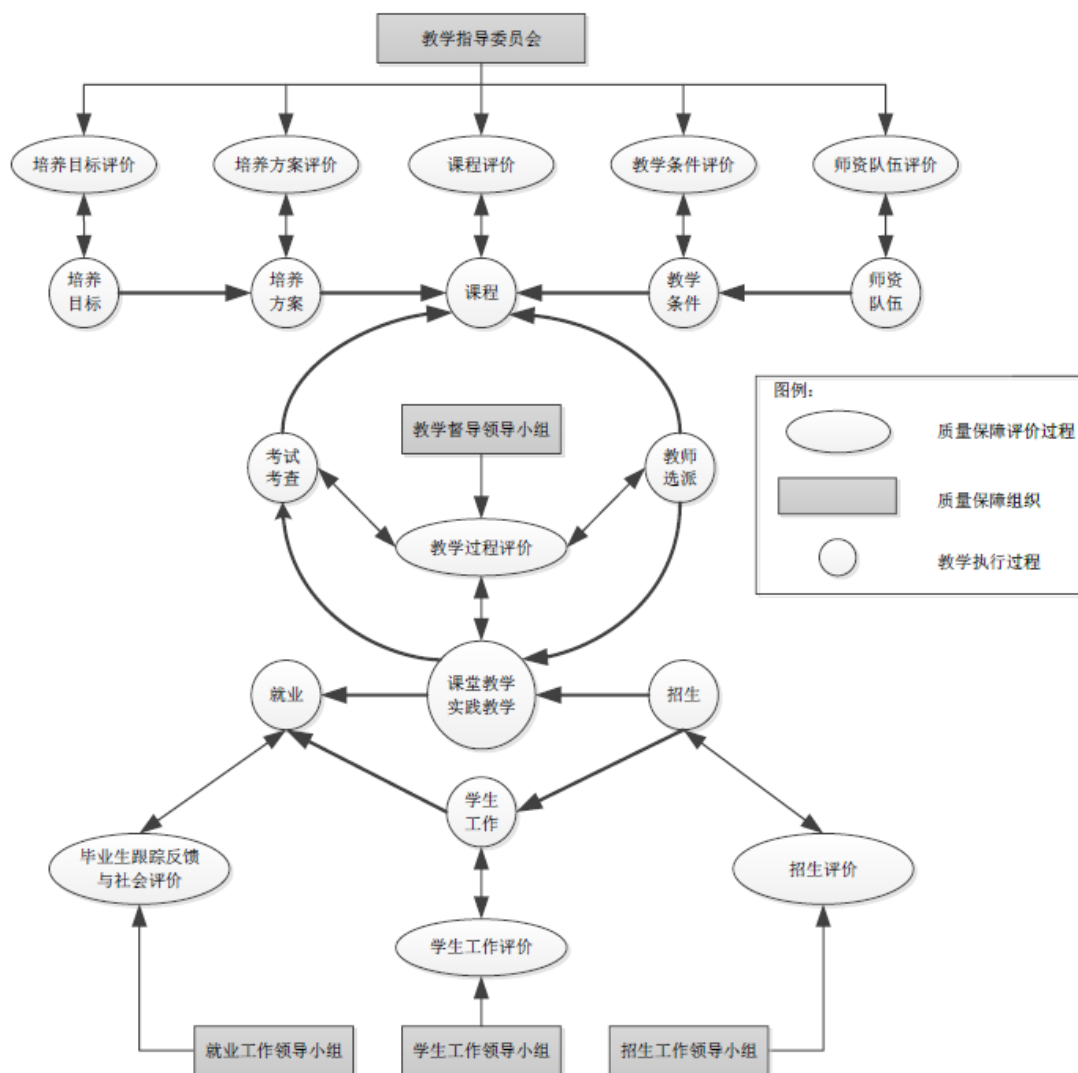 教学指导委员会
培养目标评价
培养方案评价
课程评价
教学条件评价
师资队伍评价
培养
目标
培养
方案
课程
教学
条件
师资
队伍
图例：
质量保障评价过程
质量保障组织
教学执行过程
教学督导领导小组
考试
考查
教师
选派
教学过程评价
课堂教学
实践教学
就业
招生
学生
工作
毕业生跟踪反馈
与社会评价
招生评价
学生工作评价
就业工作领导小组
学生工作领导小组
招生工作领导小组